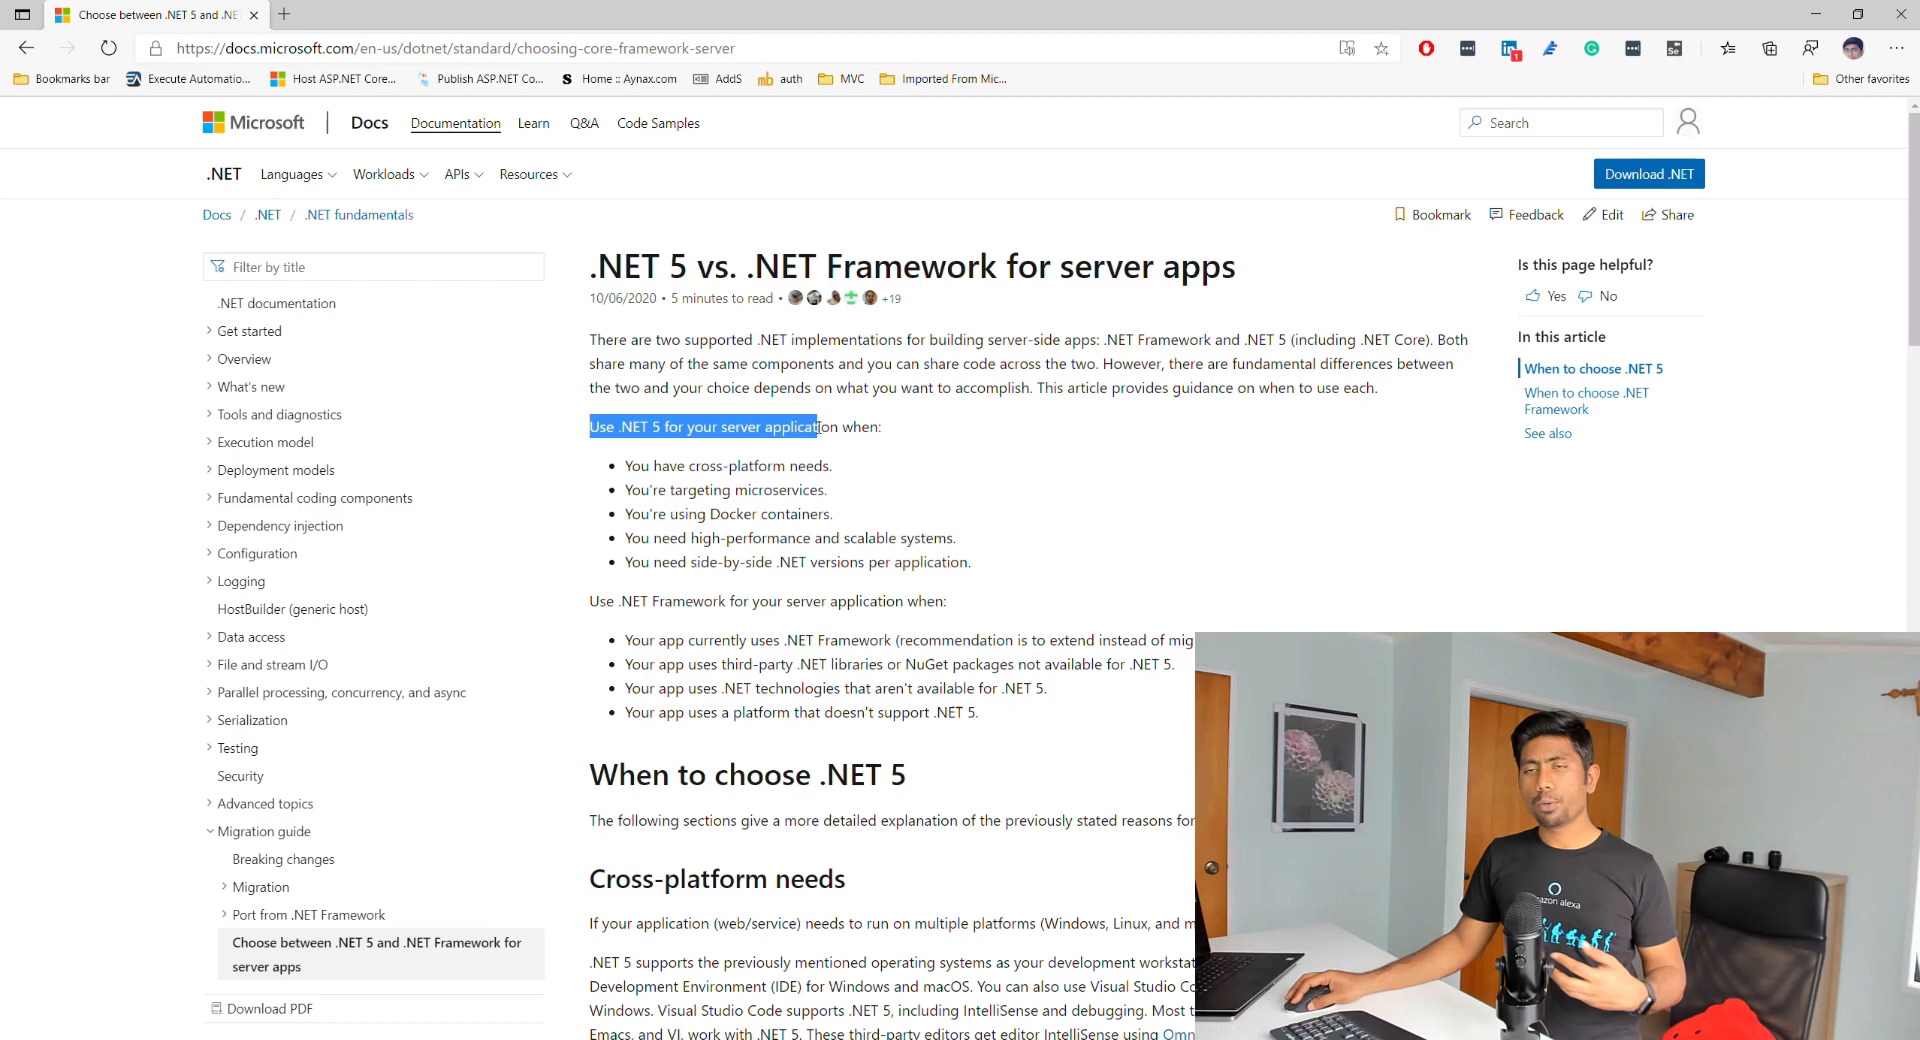 Choose between .NET 5 and .NE
https://docs.microsoft.com/en-us/dotnet/standard/choosing-core-framework-server
1
Bookmarks bar
Execute Automatio...
Host ASP.NET Core...
Publish ASP.NET Co...
S Home :: Aynax.com
AddS
mb auth
MVC
Imported From Mic...
Other favorites
Microsoft
Docs
Documentation
Learn
Q&A
Code Samples
Search
.NET
Languages
Workloads
APIs
Resources
Download .NET
Docs / .NET / .NET fundamentals
Bookmark
Feedback
Edit
Share
Filter by title
.NET documentation
Get started
Overview
What's new
Tools and diagnostics
Execution model
Deployment models
Fundamental coding components
Dependency injection
Configuration
Logging
HostBuilder (generic host)
Data access
File and stream I/O
Parallel processing, concurrency, and async
Serialization
Testing
Security
Advanced topics
Migration guide
Breaking changes
Migration
Port from .NET Framework
Choose between .NET 5 and .NET Framework for
server apps
Download PDF
.NET 5 vs. .NET Framework for server apps
10/06/2020 • 5 minutes to read • +19
There are two supported .NET implementations for building server-side apps: .NET Framework and .NET 5 (including .NET Core). Both
share many of the same components and you can share code across the two. However, there are fundamental differences between
the two and your choice depends on what you want to accomplish. This article provides guidance on when to use each.
Use .NET 5 for your server application when:
• You have cross-platform needs.
• You're targeting microservices.
• You're using Docker containers.
• You need high-performance and scalable systems.
• You need side-by-side .NET versions per application.
Use .NET Framework for your server application when:
• Your app currently uses .NET Framework (recommendation is to extend instead of mig
• Your app uses third-party .NET libraries or NuGet packages not available for .NET 5.
• Your app uses .NET technologies that aren't available for .NET 5.
• Your app uses a platform that doesn't support .NET 5.
When to choose .NET 5
The following sections give a more detailed explanation of the previously stated reasons for
Cross-platform needs
If your application (web/service) needs to run on multiple platforms (Windows, Linux, and m
.NET 5 supports the previously mentioned operating systems as your development workstat
Development Environment (IDE) for Windows and macOS. You can also use Visual Studio Co
Windows. Visual Studio Code supports .NET 5, including IntelliSense and debugging. Most t
Emacs, and VI, work with .NET 5. These third-party editors get editor IntelliSense using Omn
Is this page helpful?
Yes
No
In this article
When to choose .NET 5
When to choose .NET
Framework
See also
azon alexa